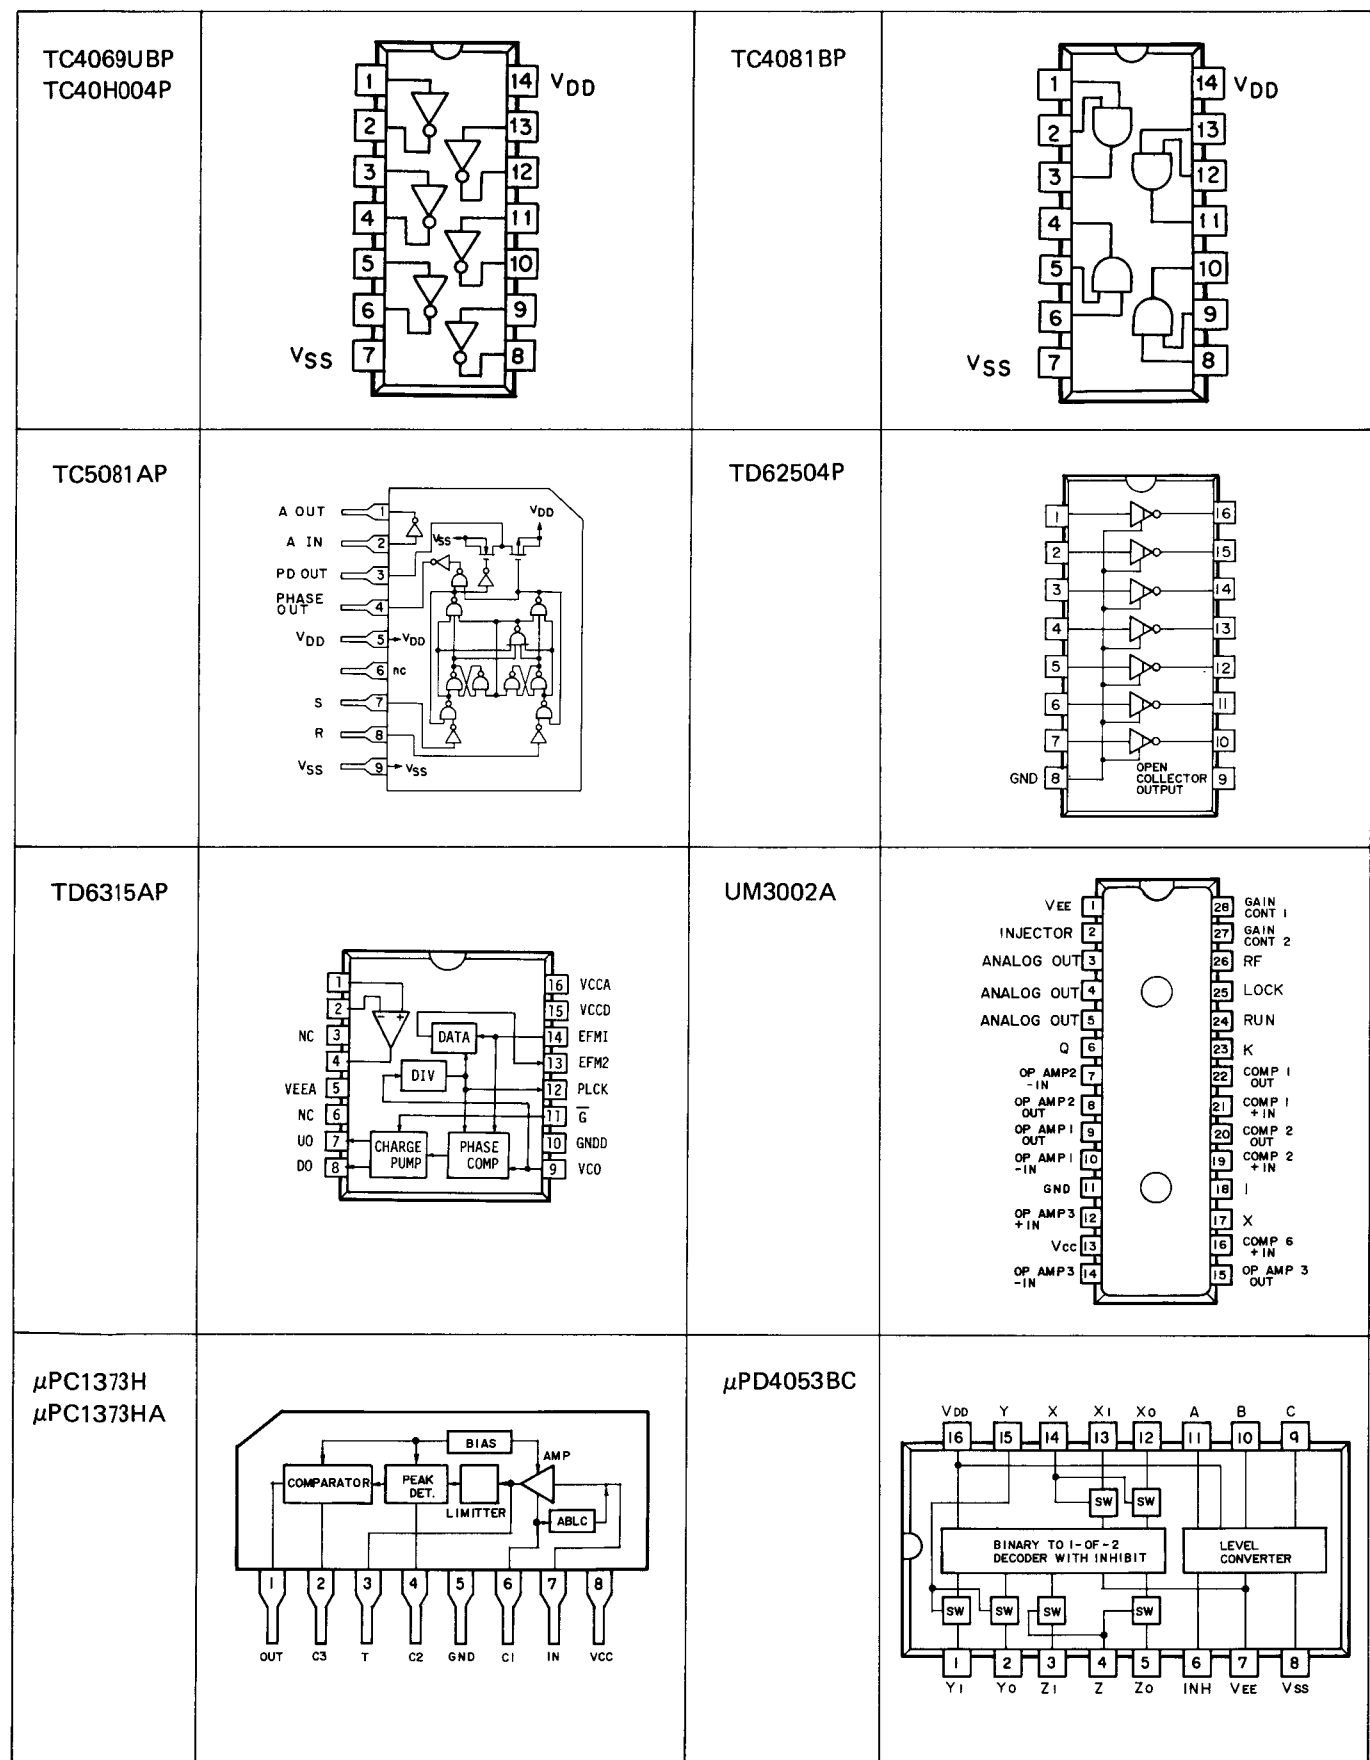 TC4069UBP
TC40H004P
1
2
3
4
5
6
VSS 7
14 VDD
13
12
11
10
9
8
TC4081BP
1
2
3
4
5
6
VSS 7
14 VDD
13
12
11
10
9
8
TC5081AP
A OUT 1
A IN 2
PD OUT 3
PHASE OUT 4
VDD 5 VDD
6 nc
S 7
R 8
VSS 9 VSS
VSS
VDD
TD62504P
1
2
3
4
5
6
7
GND 8
16
15
14
13
12
11
10
9
OPEN
COLLECTOR
OUTPUT
TD6315AP
1
2
NC 3
4
VEEA 5
NC 6
UO 7
DO 8
16 VCCA
15 VCCD
14 EFMI
13 EFM2
12 PLCK
11 G̅
10 GNDD
9 VCO
- +
DATA
DIV
CHARGE
PUMP
PHASE
COMP
UM3002A
VEE 1
INJECTOR 2
ANALOG OUT 3
ANALOG OUT 4
ANALOG OUT 5
Q 6
OP AMP2
-IN 7
OP AMP2
OUT 8
OP AMP1
OUT 9
OP AMP1
-IN 10
GND 11
OP AMP3
+IN 12
Vcc 13
OP AMP3
-IN 14
28 GAIN
CONT 1
27 GAIN
CONT 2
26 RF
25 LOCK
24 RUN
23 K
22 COMP 1
OUT
21 COMP 1
+IN
20 COMP 2
OUT
19 COMP 2
+IN
18 I
17 X
16 COMP 6
+IN
15 OP AMP 3
OUT
μPC1373H
μPC1373HA
BIAS
AMP
COMPARATOR
PEAK
DET.
LIMITTER
ABLC
1 2 3 4 5 6 7 8
OUT C3 T C2 GND C1 IN VCC
μPD4053BC
VDD Y X X1 X0 A B C
16 15 14 13 12 11 10 9
SW SW
BINARY TO 1-OF-2
DECODER WITH INHIBIT
LEVEL
CONVERTER
SW SW SW SW
1 2 3 4 5 6 7 8
Y1 Y0 Z1 Z Z0 INH VEE VSS